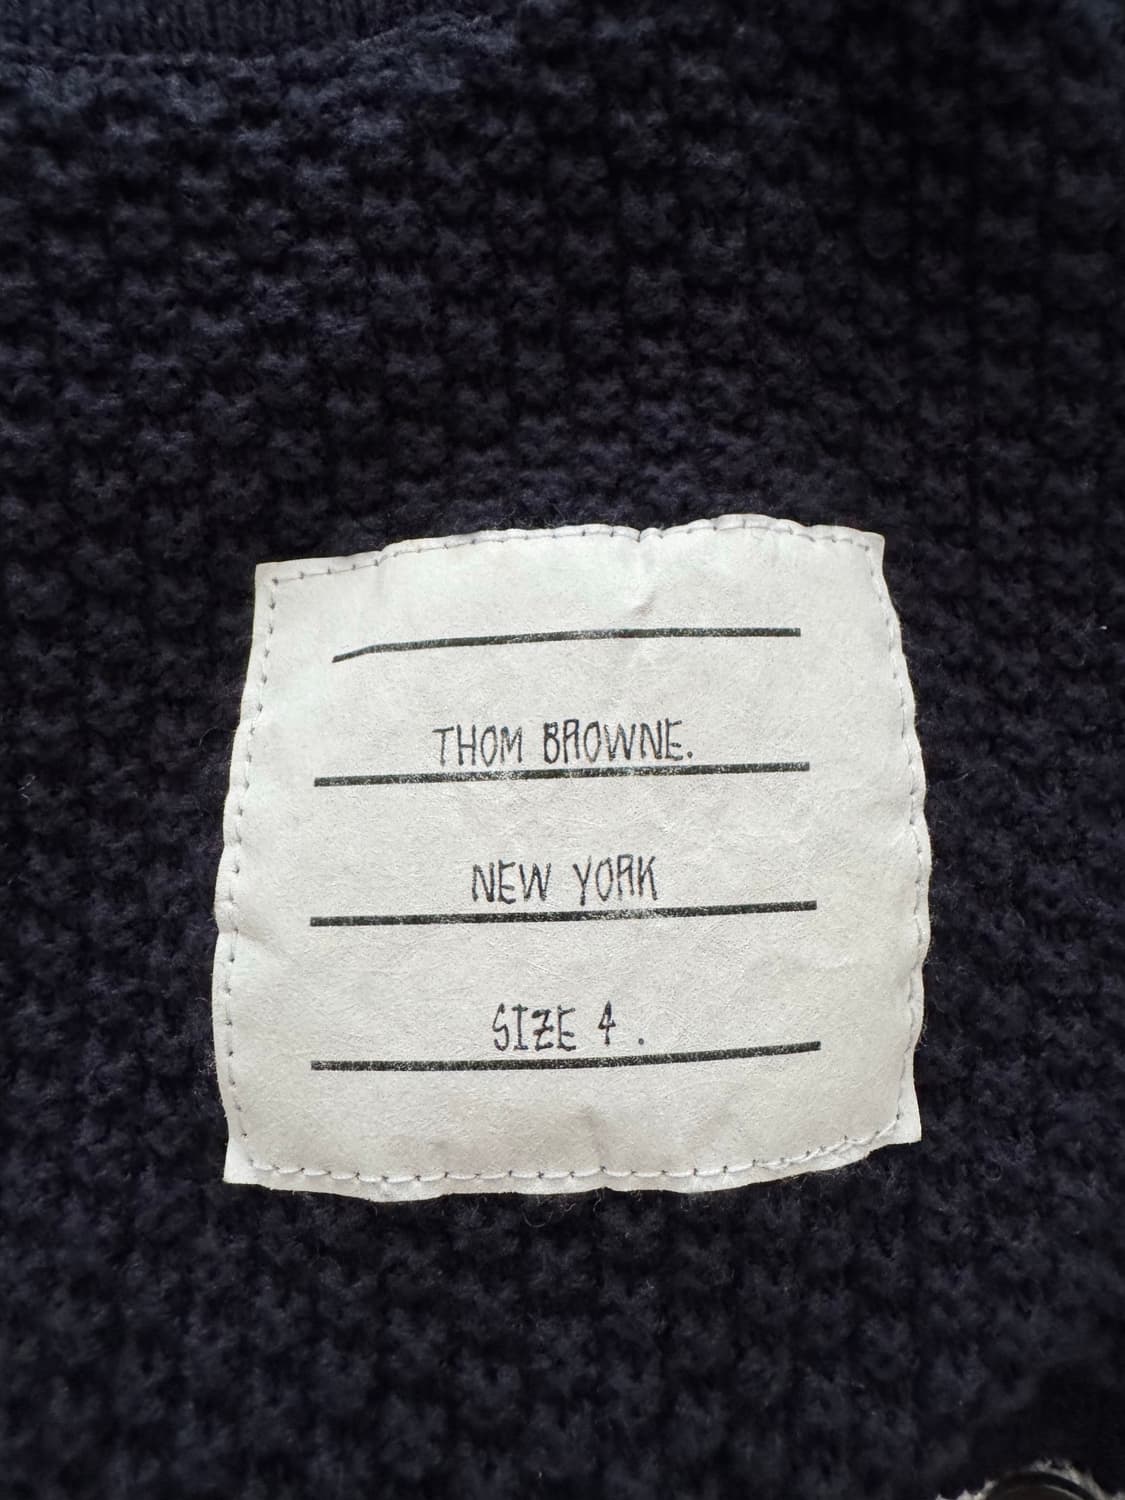 THOM BROWNE.
NEW YORK
SIZE 4 .